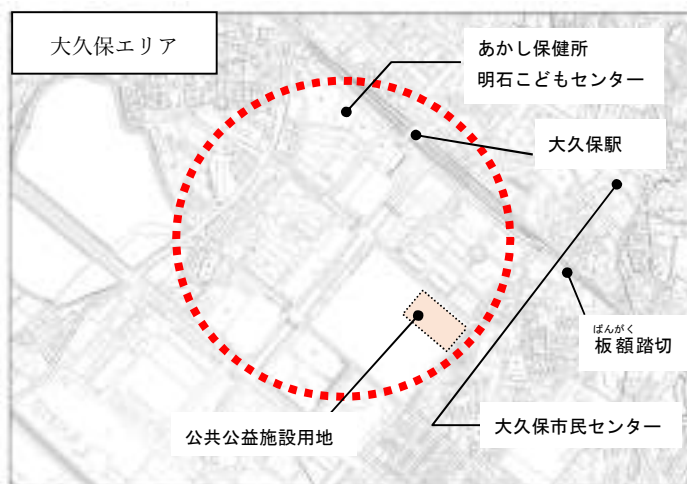 大久保エリア
あかし保健所
明石こどもセンター
大久保駅
ばんがく
板額踏切
大久保市民センター
公共公益施設用地